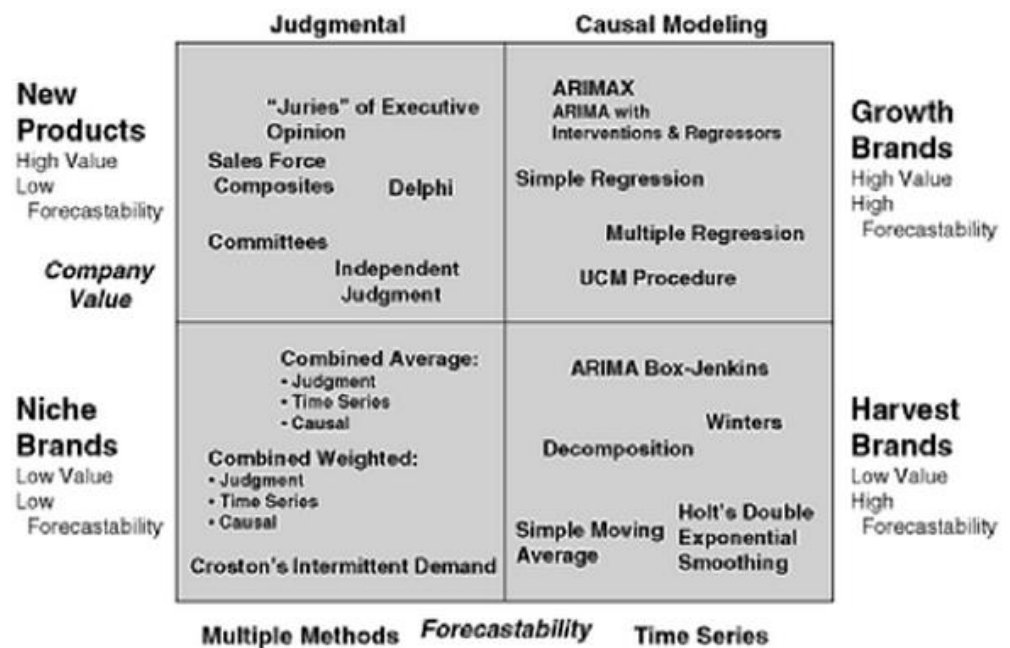 Judgmental
Causal Modeling
New
Products
High Value
Low
Forecastability
Company
Value
"Juries" of Executive
Opinion
Sales Force
Composites
Delphi
Committees
Independent
Judgment
ARIMAX
ARIMA with
Interventions & Regressors
Simple Regression
Multiple Regression
UCM Procedure
Growth
Brands
High Value
High
Forecastability
Niche
Brands
Low Value
Low
Forecastability
Combined Average:
• Judgment
• Time Series
• Causal
Combined Weighted:
• Judgment
• Time Series
• Causal
Croston's Intermittent Demand
ARIMA Box-Jenkins
Winters
Decomposition
Simple Moving
Average
Holt's Double
Exponential
Smoothing
Harvest
Brands
Low Value
High
Forecastability
Multiple Methods
Forecastability
Time Series